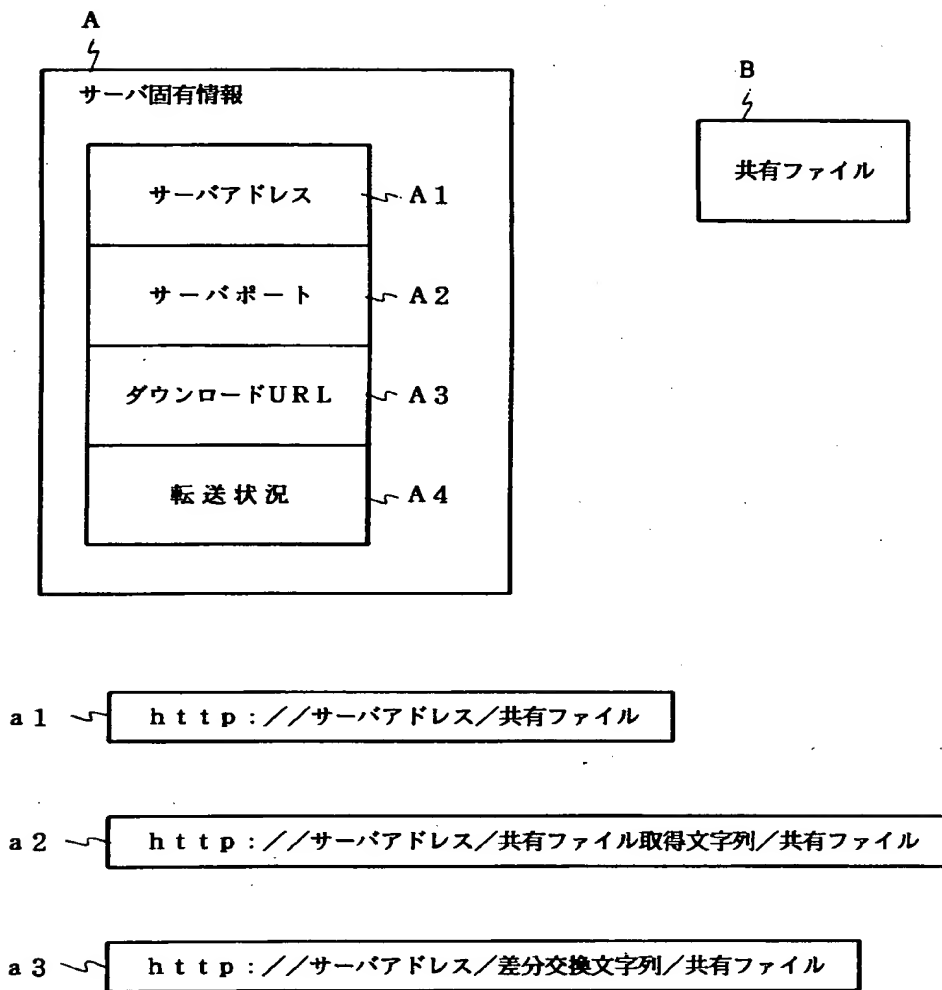 A
サーバ固有情報
サーバアドレス
A1
サーバポート
A2
ダウンロードURL
A3
転送状況
A4
B
共有ファイル
a1
http://サーバアドレス/共有ファイル
a2
http://サーバアドレス/共有ファイル取得文字列/共有ファイル
a3
http://サーバアドレス/差分交換文字列/共有ファイル